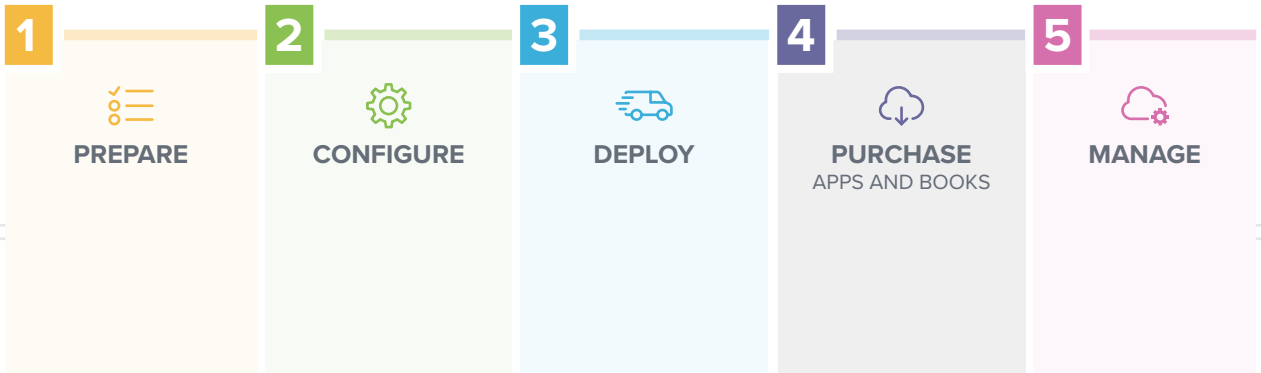 1
PREPARE
2
CONFIGURE
3
DEPLOY
4
PURCHASE
APPS AND BOOKS
5
MANAGE